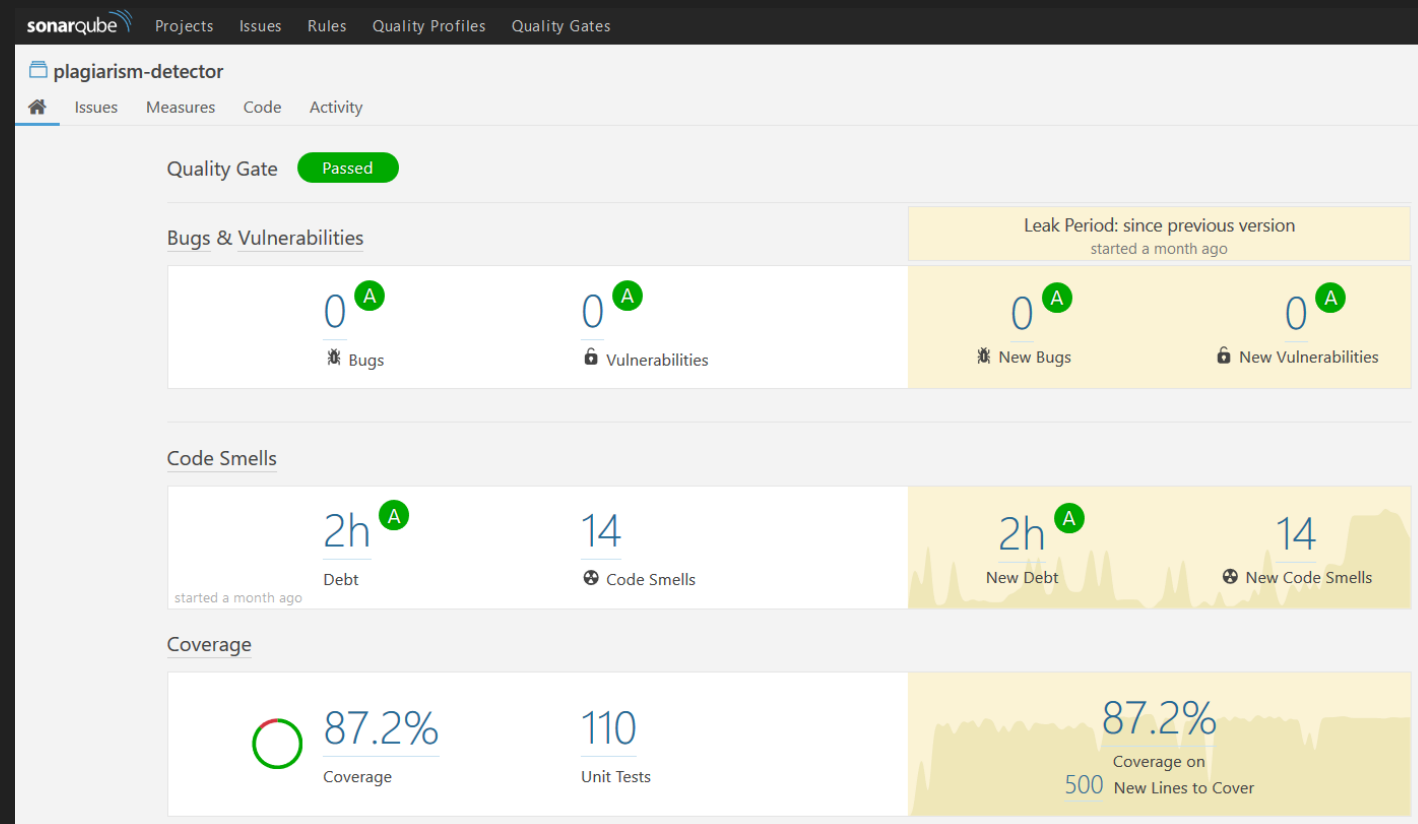 sonarqube Projects Issues Rules Quality Profiles Quality Gates
plagiarism-detector
Issues Measures Code Activity
Quality Gate Passed
Leak Period: since previous version
started a month ago
Bugs & Vulnerabilities
0 A 0 A 0 A 0 A
Bugs Vulnerabilities New Bugs New Vulnerabilities
Code Smells
2h A 14 2h A 14
Debt Code Smells New Debt New Code Smells
started a month ago
Coverage
87.2% 110 87.2%
Coverage Unit Tests Coverage on
500 New Lines to Cover